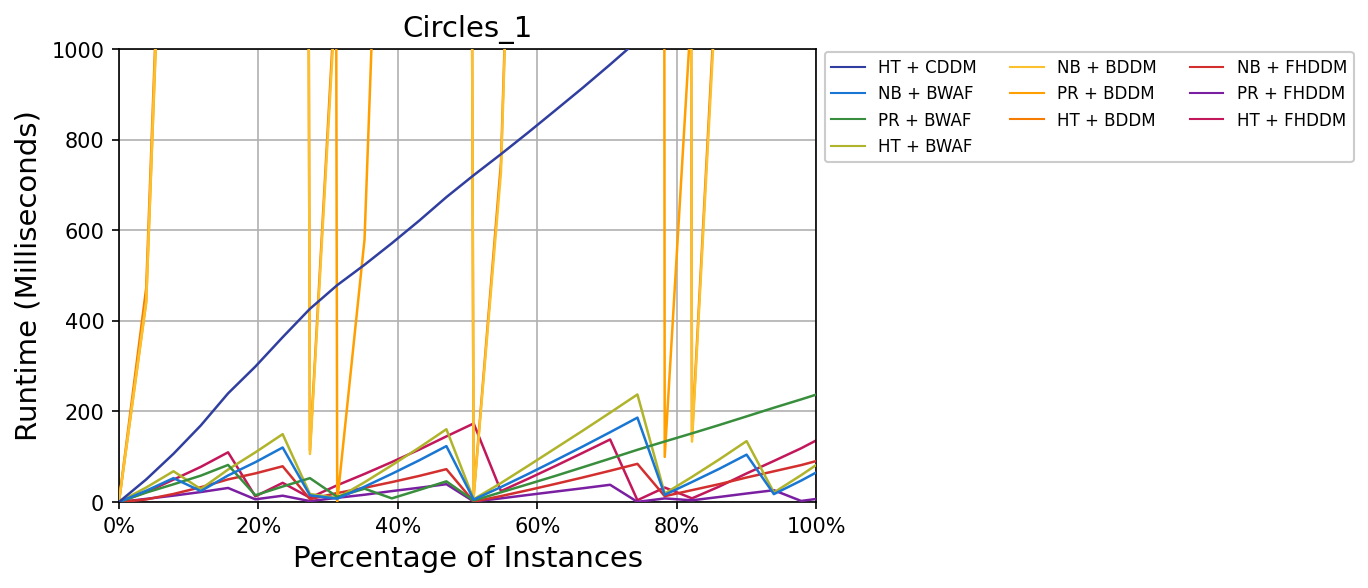 Circles_1
1000
800
600
400
200
0
Runtime (Milliseconds)
0% 20% 40% 60% 80% 100%
Percentage of Instances
HT + CDDM
NB + BWAF
PR + BWAF
HT + BWAF
NB + BDDM
PR + BDDM
HT + BDDM
NB + FHDDM
PR + FHDDM
HT + FHDDM